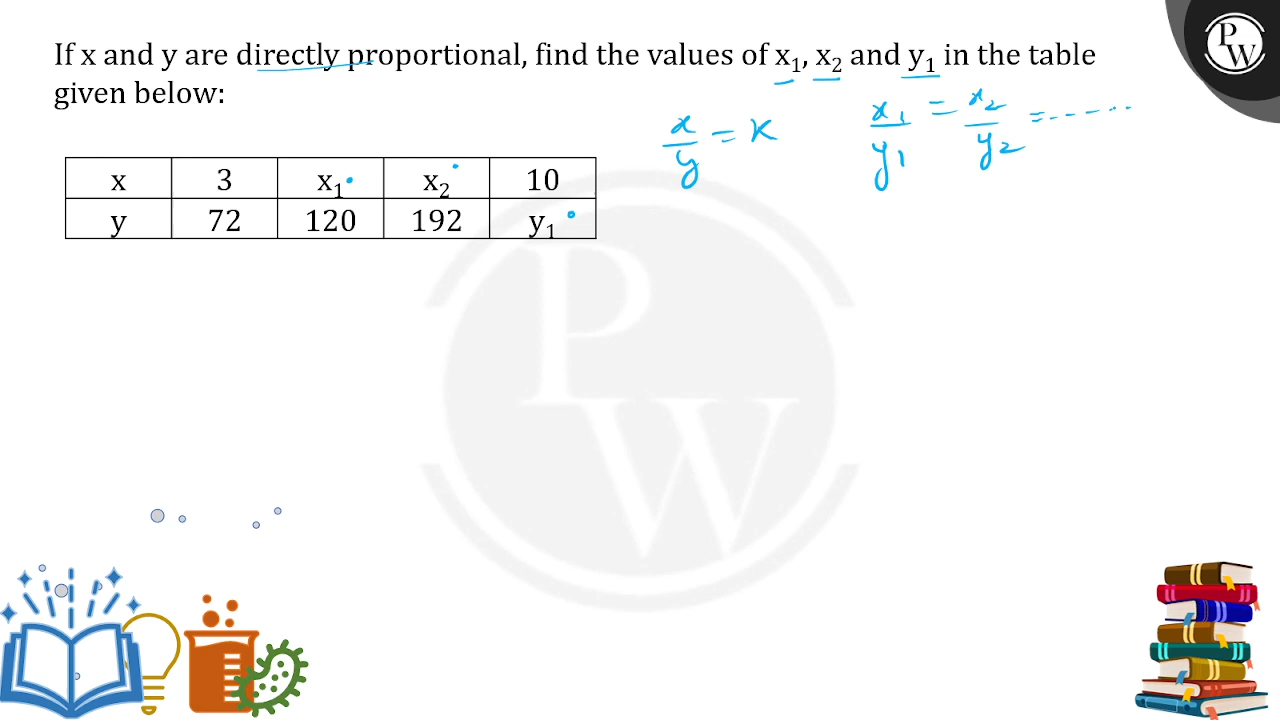 If x and y are directly proportional, find the values of x₁, x₂ and y₁ in the table
given below:
x/y = K
x₁/y₁ = x₂/y₂ = ------
x 3 x₁ x₂ 10
y 72 120 192 y₁
PW
PW